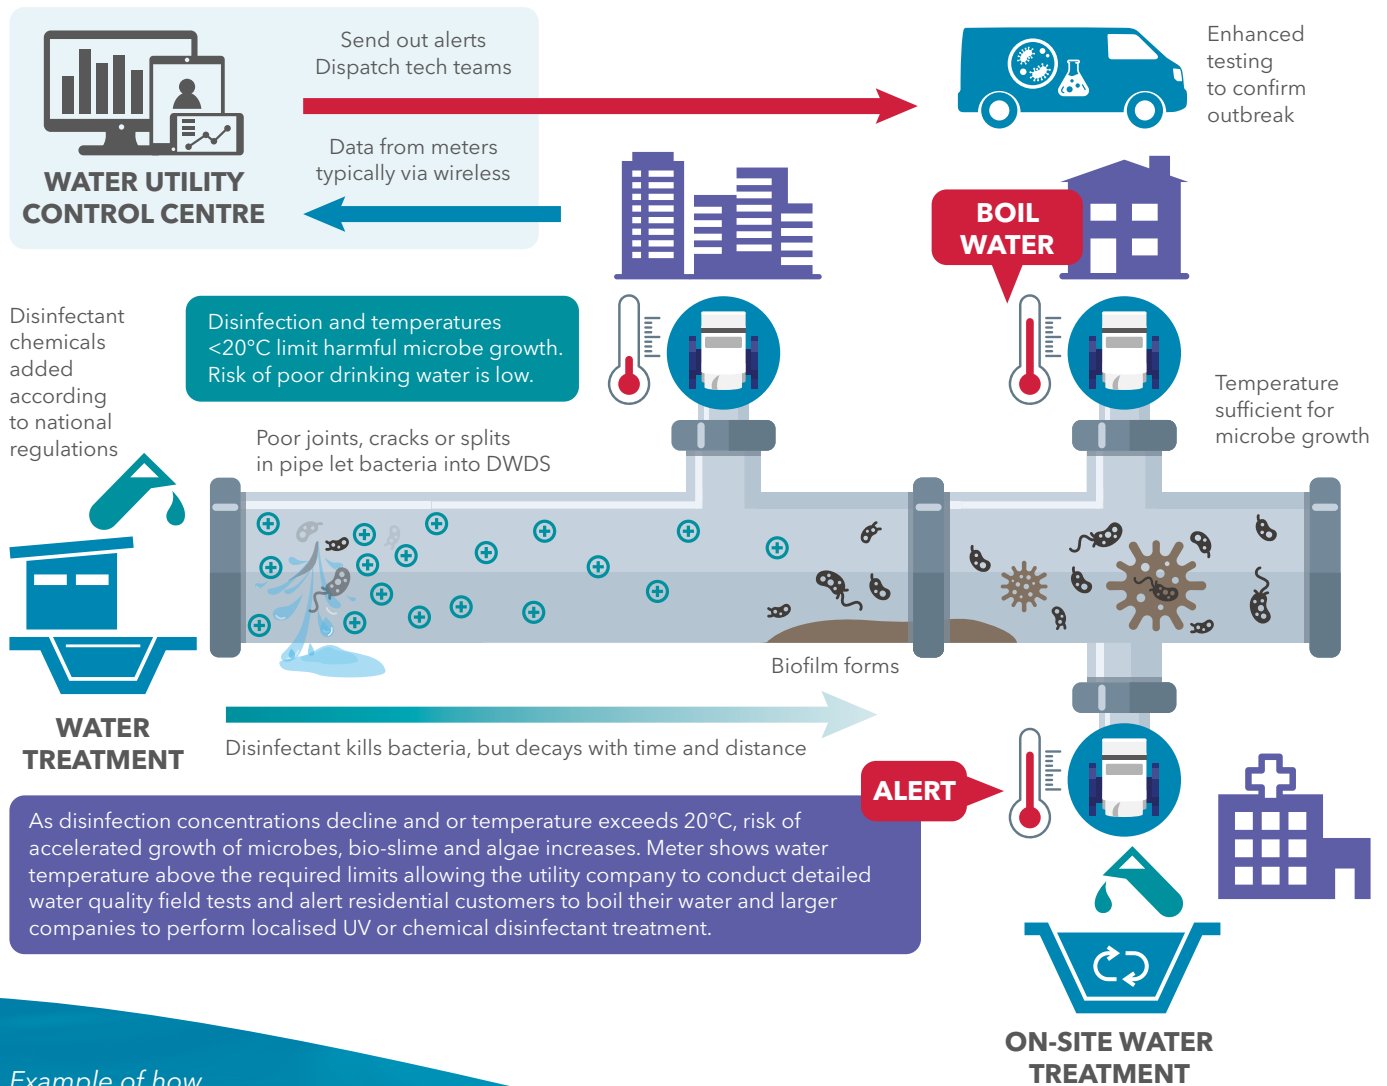 Send out alerts
Dispatch tech teams
Enhanced
testing
to confirm
outbreak
Data from meters
typically via wireless
WATER UTILITY
CONTROL CENTRE
BOIL
WATER
Disinfectant
chemicals
added
according
to national
regulations
Disinfection and temperatures
<20°C limit harmful microbe growth.
Risk of poor drinking water is low.
Temperature
sufficient for
microbe growth
Poor joints, cracks or splits
in pipe let bacteria into DWDS
Biofilm forms
WATER
TREATMENT
Disinfectant kills bacteria, but decays with time and distance
ALERT
As disinfection concentrations decline and or temperature exceeds 20°C, risk of
accelerated growth of microbes, bio-slime and algae increases. Meter shows water
temperature above the required limits allowing the utility company to conduct detailed
water quality field tests and alert residential customers to boil their water and larger
companies to perform localised UV or chemical disinfectant treatment.
ON-SITE WATER
TREATMENT
Example of how